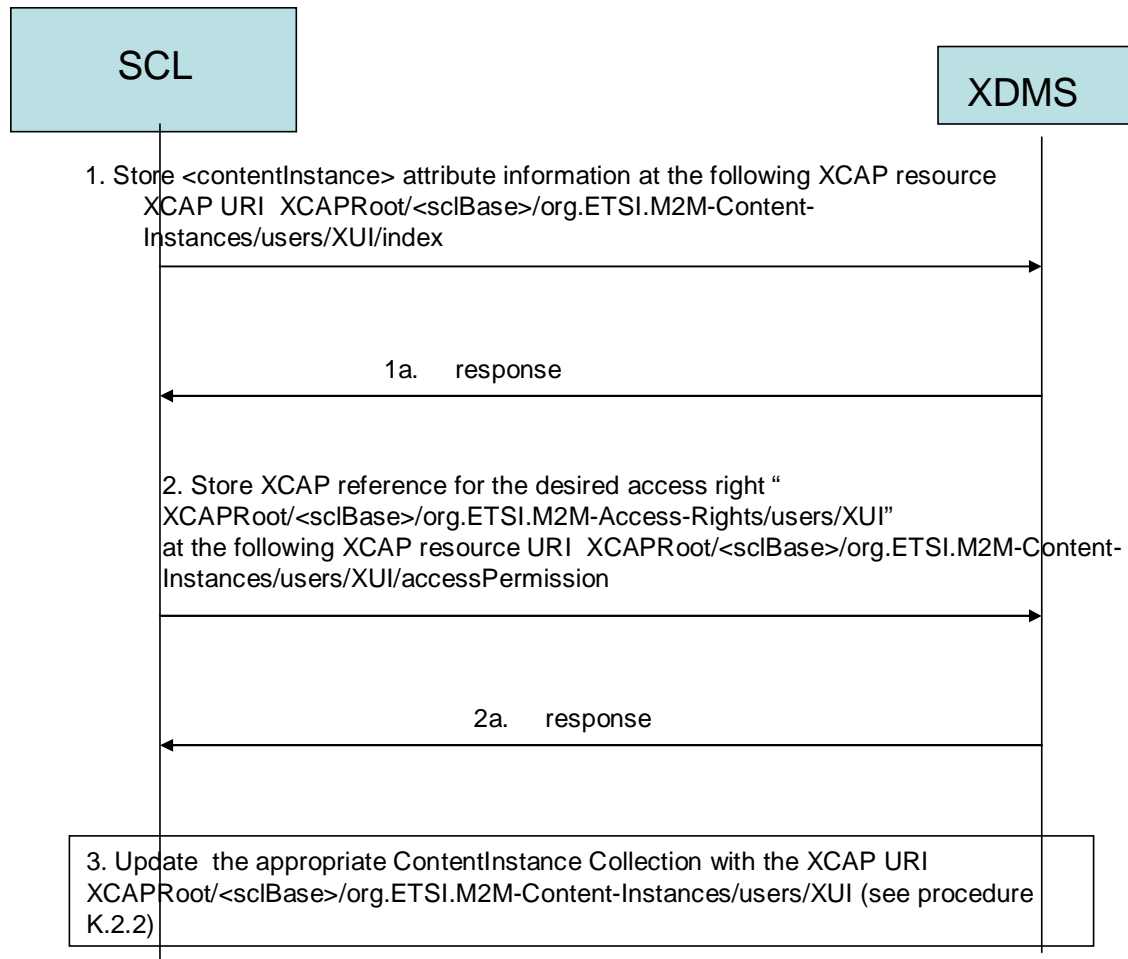 SCL
XDMS
1. Store <contentInstance> attribute information at the following XCAP resource
XCAP URI XCAPRoot/<sclBase>/org.ETSI.M2M-Content-
Instances/users/XUI/index
1a. response
2. Store XCAP reference for the desired access right “
XCAPRoot/<sclBase>/org.ETSI.M2M-Access-Rights/users/XUI”
at the following XCAP resource URI XCAPRoot/<sclBase>/org.ETSI.M2M-Content-
Instances/users/XUI/accessPermission
2a. response
3. Update the appropriate ContentInstance Collection with the XCAP URI
XCAPRoot/<sclBase>/org.ETSI.M2M-Content-Instances/users/XUI (see procedure
K.2.2)